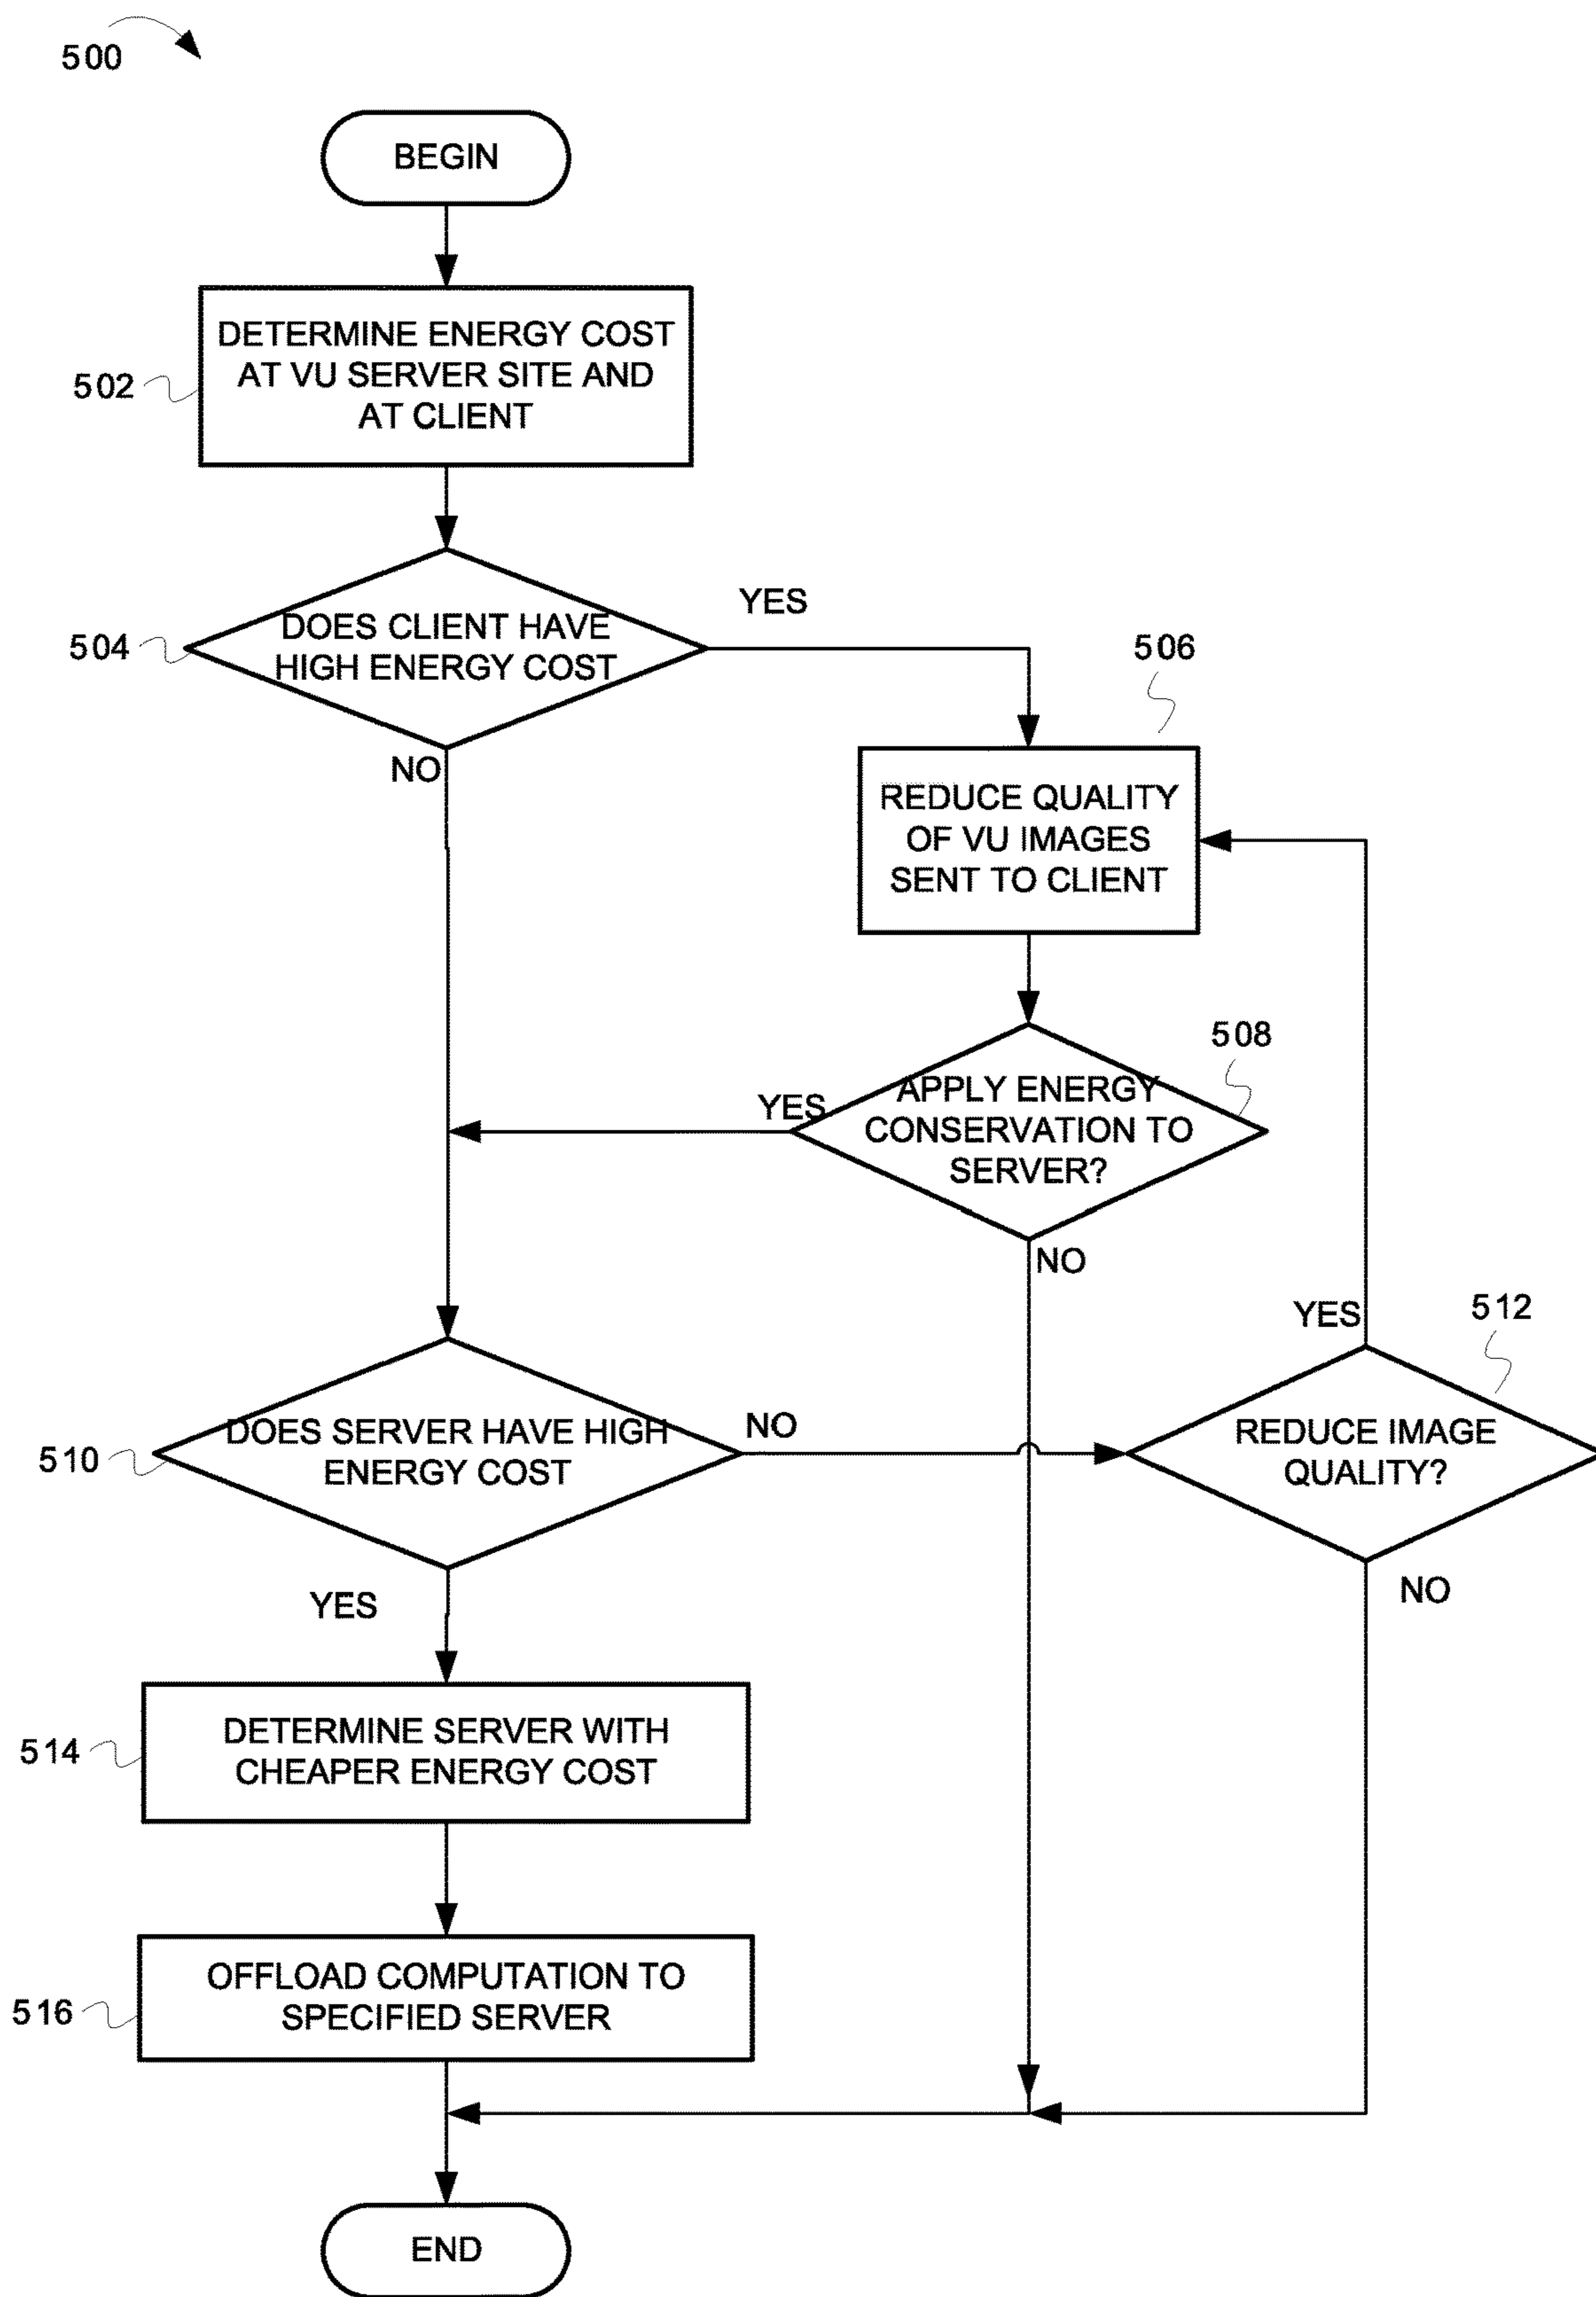 500
BEGIN
DETERMINE ENERGY COST
AT VU SERVER SITE AND
AT CLIENT
502
DOES CLIENT HAVE
HIGH ENERGY COST
504
YES
NO
506
REDUCE QUALITY
OF VU IMAGES
SENT TO CLIENT
508
APPLY ENERGY
CONSERVATION TO
SERVER?
YES
NO
DOES SERVER HAVE HIGH
ENERGY COST
510
NO
YES
512
YES
REDUCE IMAGE
QUALITY?
NO
DETERMINE SERVER WITH
CHEAPER ENERGY COST
514
OFFLOAD COMPUTATION TO
SPECIFIED SERVER
516
END